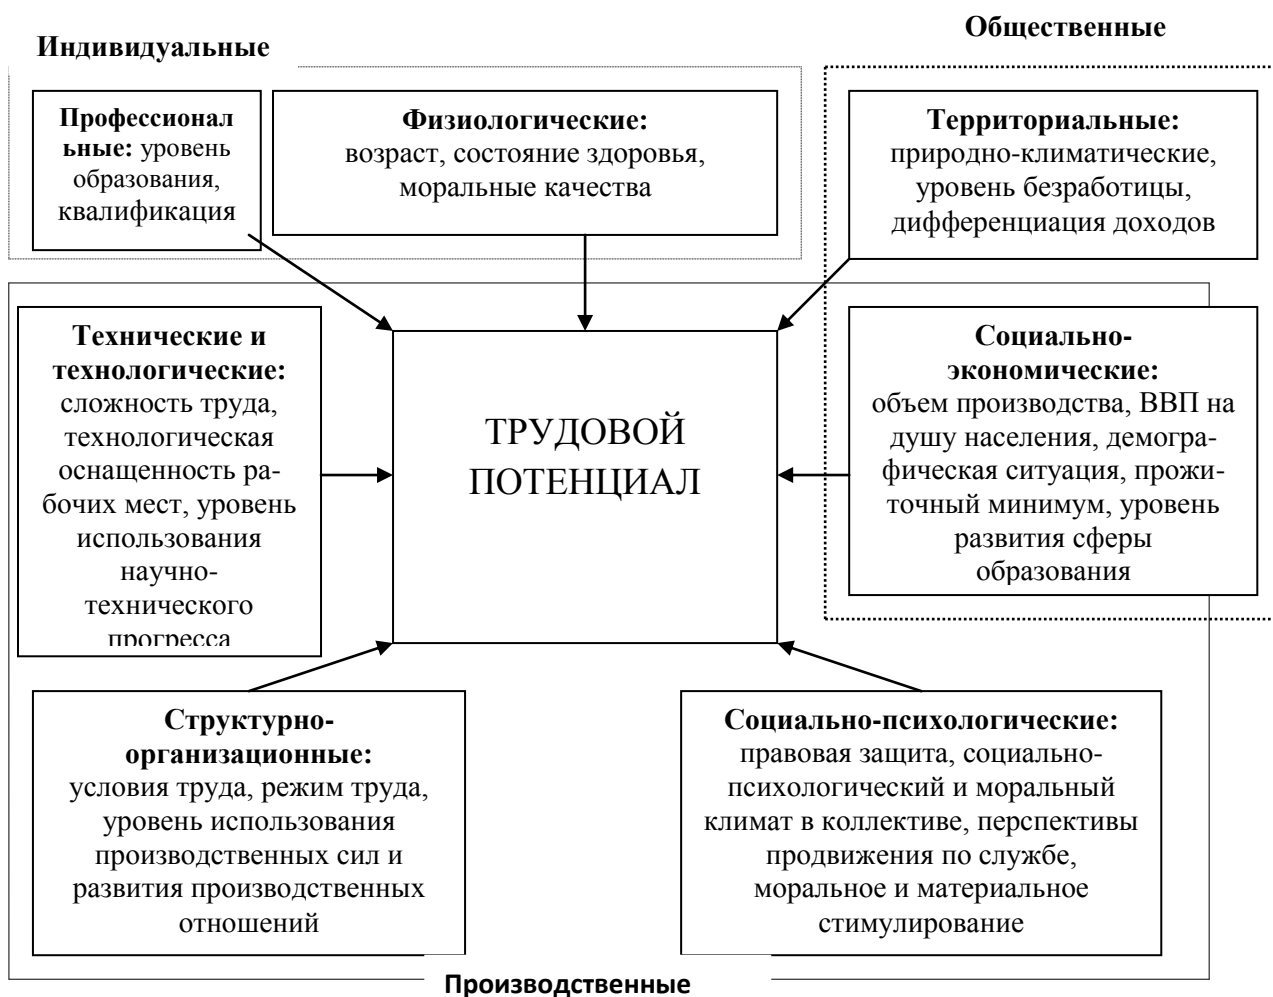 Индивидуальные
Общественные
Профессионал
ьные: уровень
образования,
квалификация
Физиологические:
возраст, состояние здоровья,
моральные качества
Территориальные:
природно-климатические,
уровень безработицы,
дифференциация доходов
Технические и
технологические:
сложность труда,
технологическая
оснащенность ра-
бочих мест, уровень
использования
научно-
технического
прогресса
ТРУДОВОЙ
ПОТЕНЦИАЛ
Социально-
экономические:
объем производства, ВВП на
душу населения, демогра-
фическая ситуация, прожи-
точный минимум, уровень
развития сферы
образования
Структурно-
организационные:
условия труда, режим труда,
уровень использования
производственных сил и
развития производственных
отношений
Социально-психологические:
правовая защита, социально-
психологический и моральный
климат в коллективе, перспективы
продвижения по службе,
моральное и материальное
стимулирование
Производственные